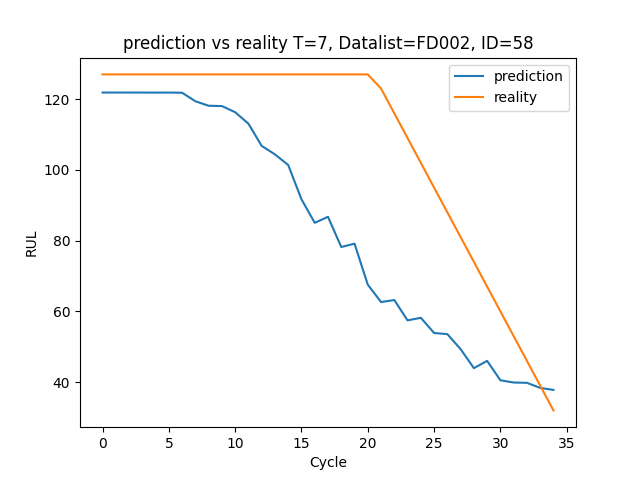 prediction vs reality T=7, Datalist=FD002, ID=58
prediction
reality
RUL
120
100
80
60
40
0 5 10 15 20 25 30 35
Cycle